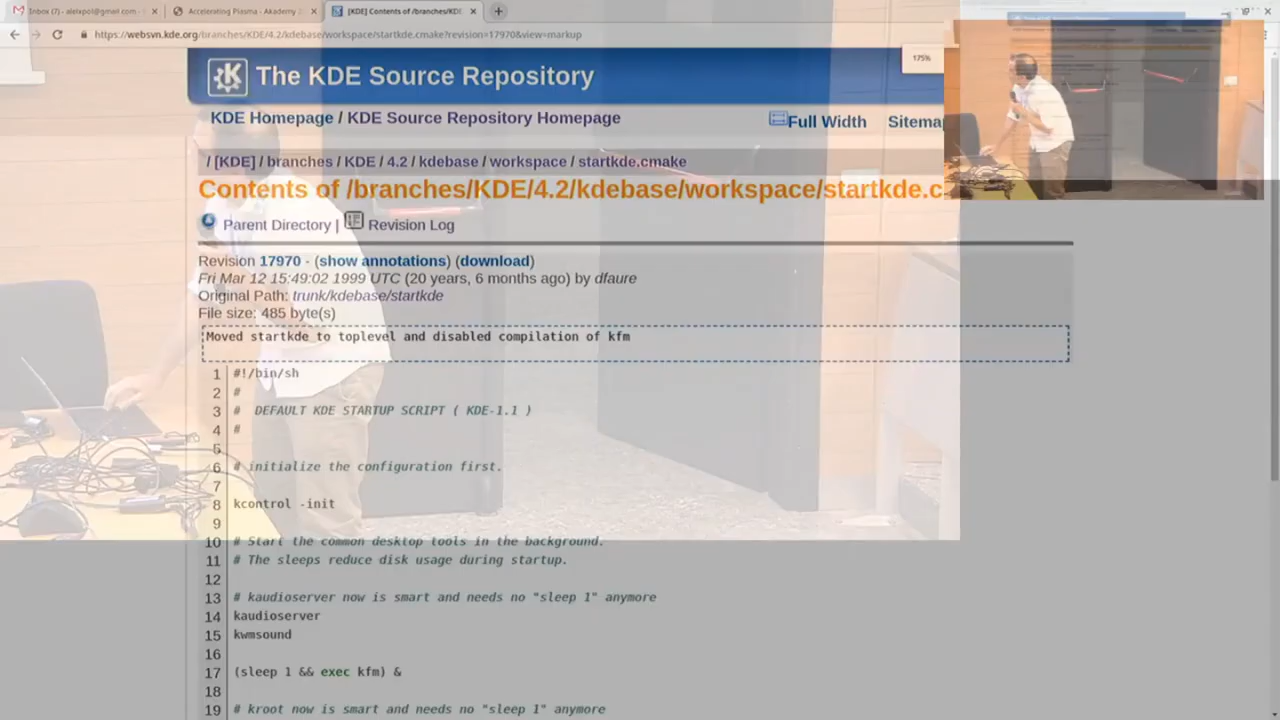 Inbox (7) - aleixpol@gmail.com -
Accelerating Plasma - Akademy
[KDE] Contents of /branches/KDE
https://websvn.kde.org/branches/KDE/4.2/kdebase/workspace/startkde.cmake?revision=17970&view=markup
175%
The KDE Source Repository
KDE Homepage / KDE Source Repository Homepage
Full Width
Sitemap
/ [KDE] / branches / KDE / 4.2 / kdebase / workspace / startkde.cmake
Contents of /branches/KDE/4.2/kdebase/workspace/startkde.c
Parent Directory | Revision Log
Revision 17970 - (show annotations) (download)
Fri Mar 12 15:49:02 1999 UTC (20 years, 6 months ago) by dfaure
Original Path: trunk/kdebase/startkde
File size: 485 byte(s)
Moved startkde to toplevel and disabled compilation of kfm
1 #!/bin/sh
2 #
3 #  DEFAULT KDE STARTUP SCRIPT ( KDE-1.1 )
4 #
5
6 # initialize the configuration first.
7
8 kcontrol -init
9
10 # Start the common desktop tools in the background.
11 # The sleeps reduce disk usage during startup.
12
13 # kaudioserver now is smart and needs no "sleep 1" anymore
14 kaudioserver
15 kwmsound
16
17 (sleep 1 && exec kfm) &
18
19 # kroot now is smart and needs no "sleep 1" anymore